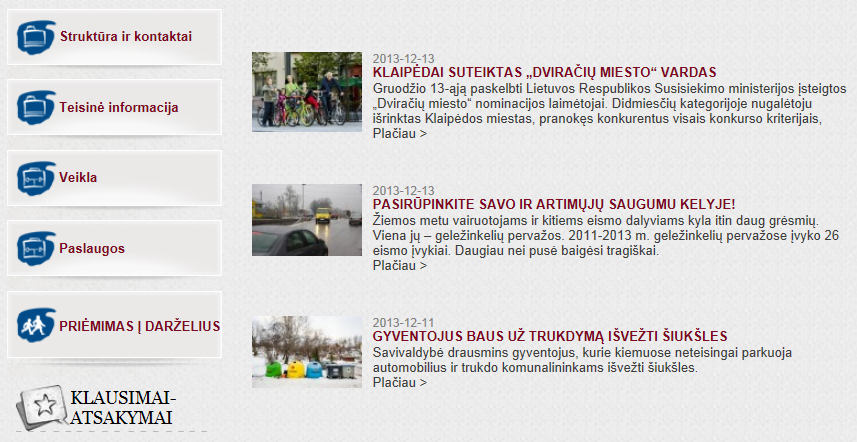 Struktūra ir kontaktai
Teisinė informacija
Veikla
Paslaugos
PRIĖMIMAS Į DARŽELIUS
KLAUSIMAI-
ATSAKYMAI
2013-12-13
KLAIPĖDAI SUTEIKTAS „DVIRAČIŲ MIESTO“ VARDAS
Gruodžio 13-ąją paskelbti Lietuvos Respublikos Susisiekimo ministerijos įsteigtos
„Dviračių miesto“ nominacijos laimėtojai. Didmiesčių kategorijoje nugalėtoju
išrinktas Klaipėdos miestas, pranokęs konkurentus visais konkurso kriterijais,
Plačiau >
2013-12-13
PASIRŪPINKITE SAVO IR ARTIMŲJŲ SAUGUMU KELYJE!
Žiemos metu vairuotojams ir kitiems eismo dalyviams kyla itin daug grėsmių.
Viena jų – geležinkelių pervažos. 2011-2013 m. geležinkelių pervažose įvyko 26
eismo įvykiai. Daugiau nei pusė baigėsi tragiškai.
Plačiau >
2013-12-11
GYVENTOJUS BAUS UŽ TRUKDYMĄ IŠVEŽTI ŠIUKŠLES
Savivaldybė drausmins gyventojus, kurie kiemuose neteisingai parkuoja
automobilius ir trukdo komunalininkams išvežti šiukšles.
Plačiau >